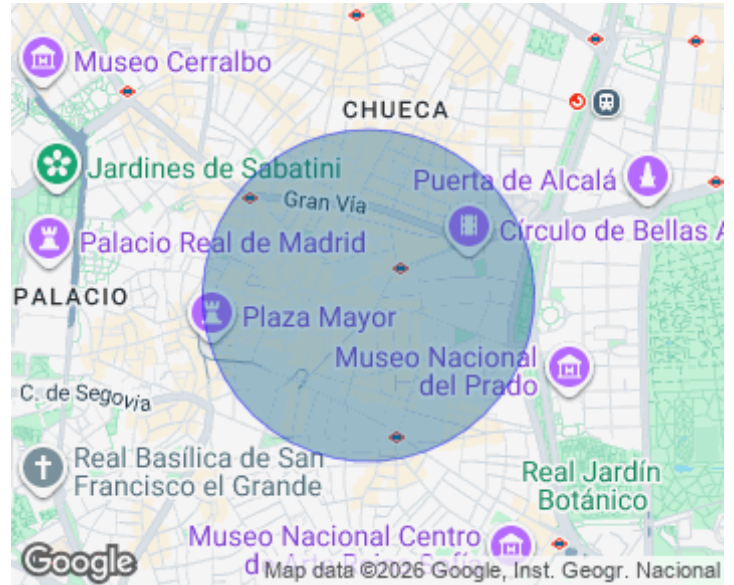 Museo Cerralbo
CHUECA
Jardines de Sabatini
Puerta de Alcalá
Gran Vía
Círculo de Bellas A
Palacio Real de Madrid
PALACIO
Plaza Mayor
Museo Nacional
del Prado
C. de Segovia
Real Basílica de San
Francisco el Grande
Real Jardín
Botánico
Museo Nacional Centro
Google
Map data ©2026 Google, Inst. Geogr. Nacional